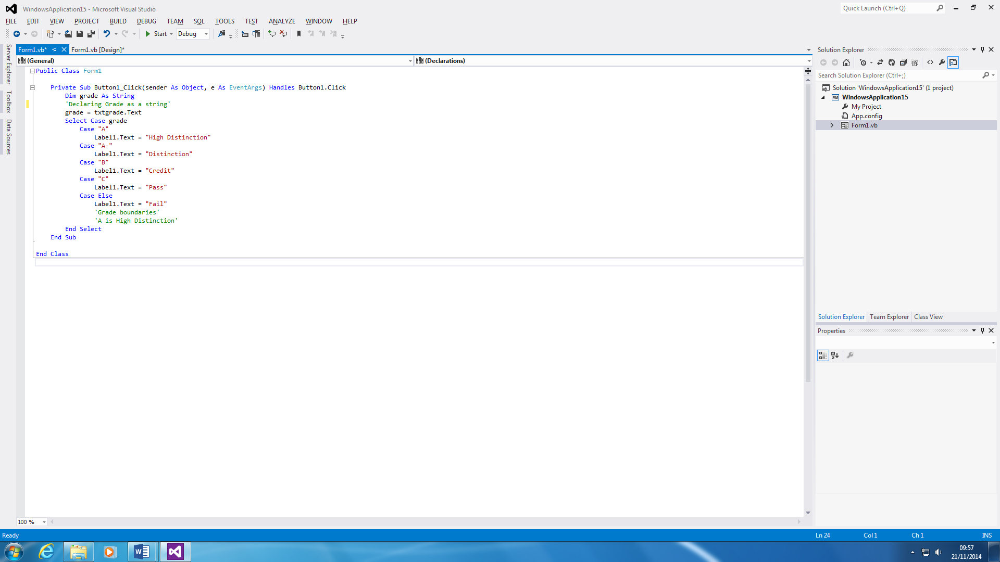 WindowsApplication15 - Microsoft Visual Studio
Quick Launch (Ctrl+Q)
FILE EDIT VIEW PROJECT BUILD DEBUG TEAM SQL TOOLS TEST ANALYZE WINDOW HELP
Start Debug
Server Explorer
Toolbox
Data Sources
Form1.vb* Form1.vb [Design]*
(General) (Declarations)
Public Class Form1
Private Sub Button1_Click(sender As Object, e As EventArgs) Handles Button1.Click
Dim grade As String
'Declaring Grade as a string'
grade = txtgrade.Text
Select Case grade
Case "A"
Label1.Text = "High Distinction"
Case "A-"
Label1.Text = "Distinction"
Case "B"
Label1.Text = "Credit"
Case "C"
Label1.Text = "Pass"
Case Else
Label1.Text = "Fail"
'Grade boundaries'
'A is High Distinction'
End Select
End Sub
End Class
100 %
Solution Explorer
Search Solution Explorer (Ctrl+;)
Solution 'WindowsApplication15' (1 project)
VB WindowsApplication15
My Project
App.config
Form1.vb
Solution Explorer Team Explorer Class View
Properties
Ready Ln 24 Col 1 Ch 1 INS
09:57
21/11/2014